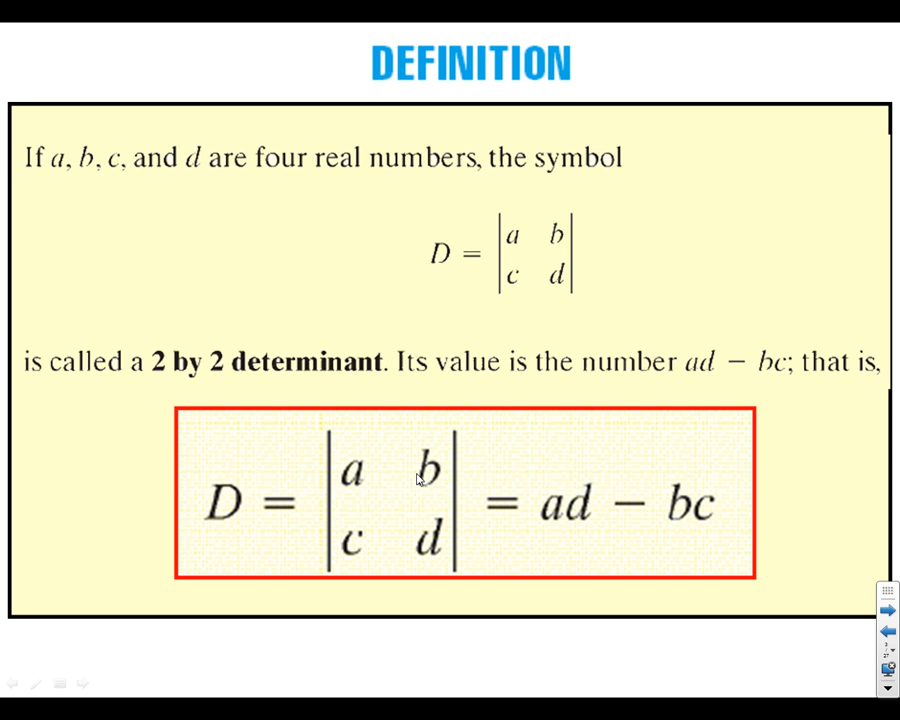 DEFINITION
If a, b, c, and d are four real numbers, the symbol
D = |a b|
|c d|
is called a 2 by 2 determinant. Its value is the number ad − bc; that is,
D = |a b| = ad − bc
|c d|